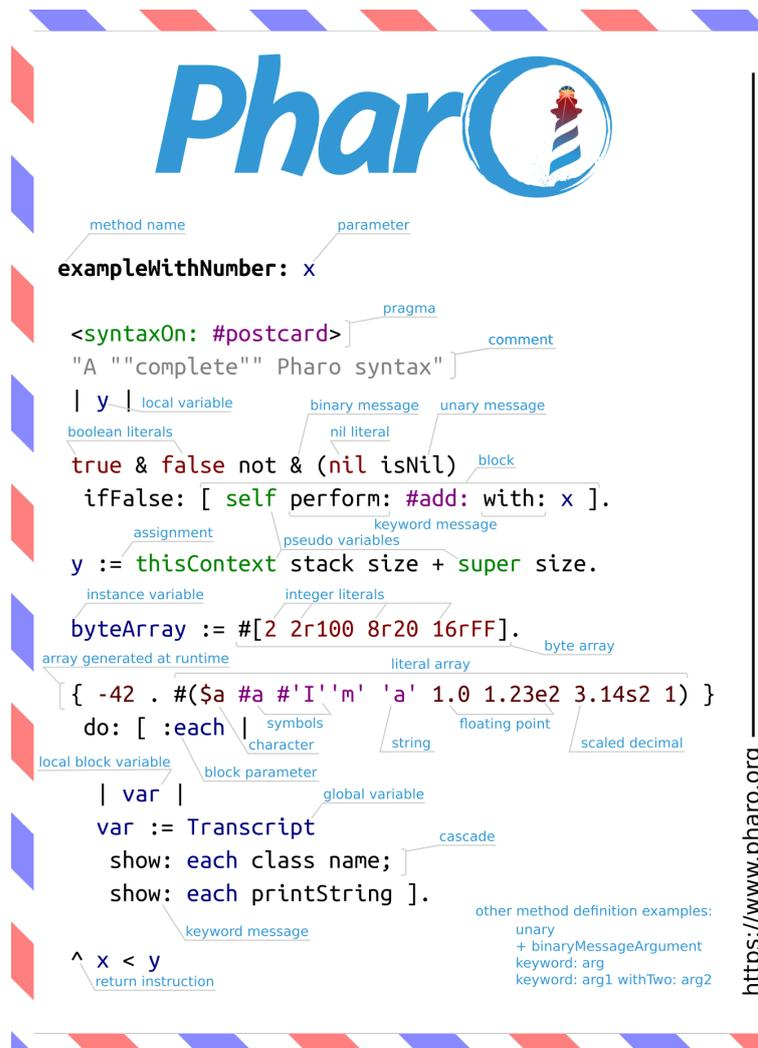 Pharo
method name parameter
exampleWithNumber: x
pragma
<syntaxOn: #postcard>
comment
"A ""complete"" Pharo syntax"
| y | local variable
binary message unary message
boolean literals nil literal
true & false not & (nil isNil)
block
ifFalse: [ self perform: #add: with: x ].
keyword message
assignment
pseudo variables
y := thisContext stack size + super size.
instance variable integer literals
byteArray := #[2 2r100 8r20 16rFF].
byte array
array generated at runtime
literal array
{ -42 . #($a #a #'I''m' 'a' 1.0 1.23e2 3.14s2 1) }
symbols floating point
do: [ :each |
character string scaled decimal
local block variable
block parameter
| var | global variable
var := Transcript
cascade
show: each class name;
show: each printString ].
keyword message
^ x < y
return instruction
other method definition examples:
unary
+ binaryMessageArgument
keyword: arg
keyword: arg1 withTwo: arg2
https://www.pharo.org